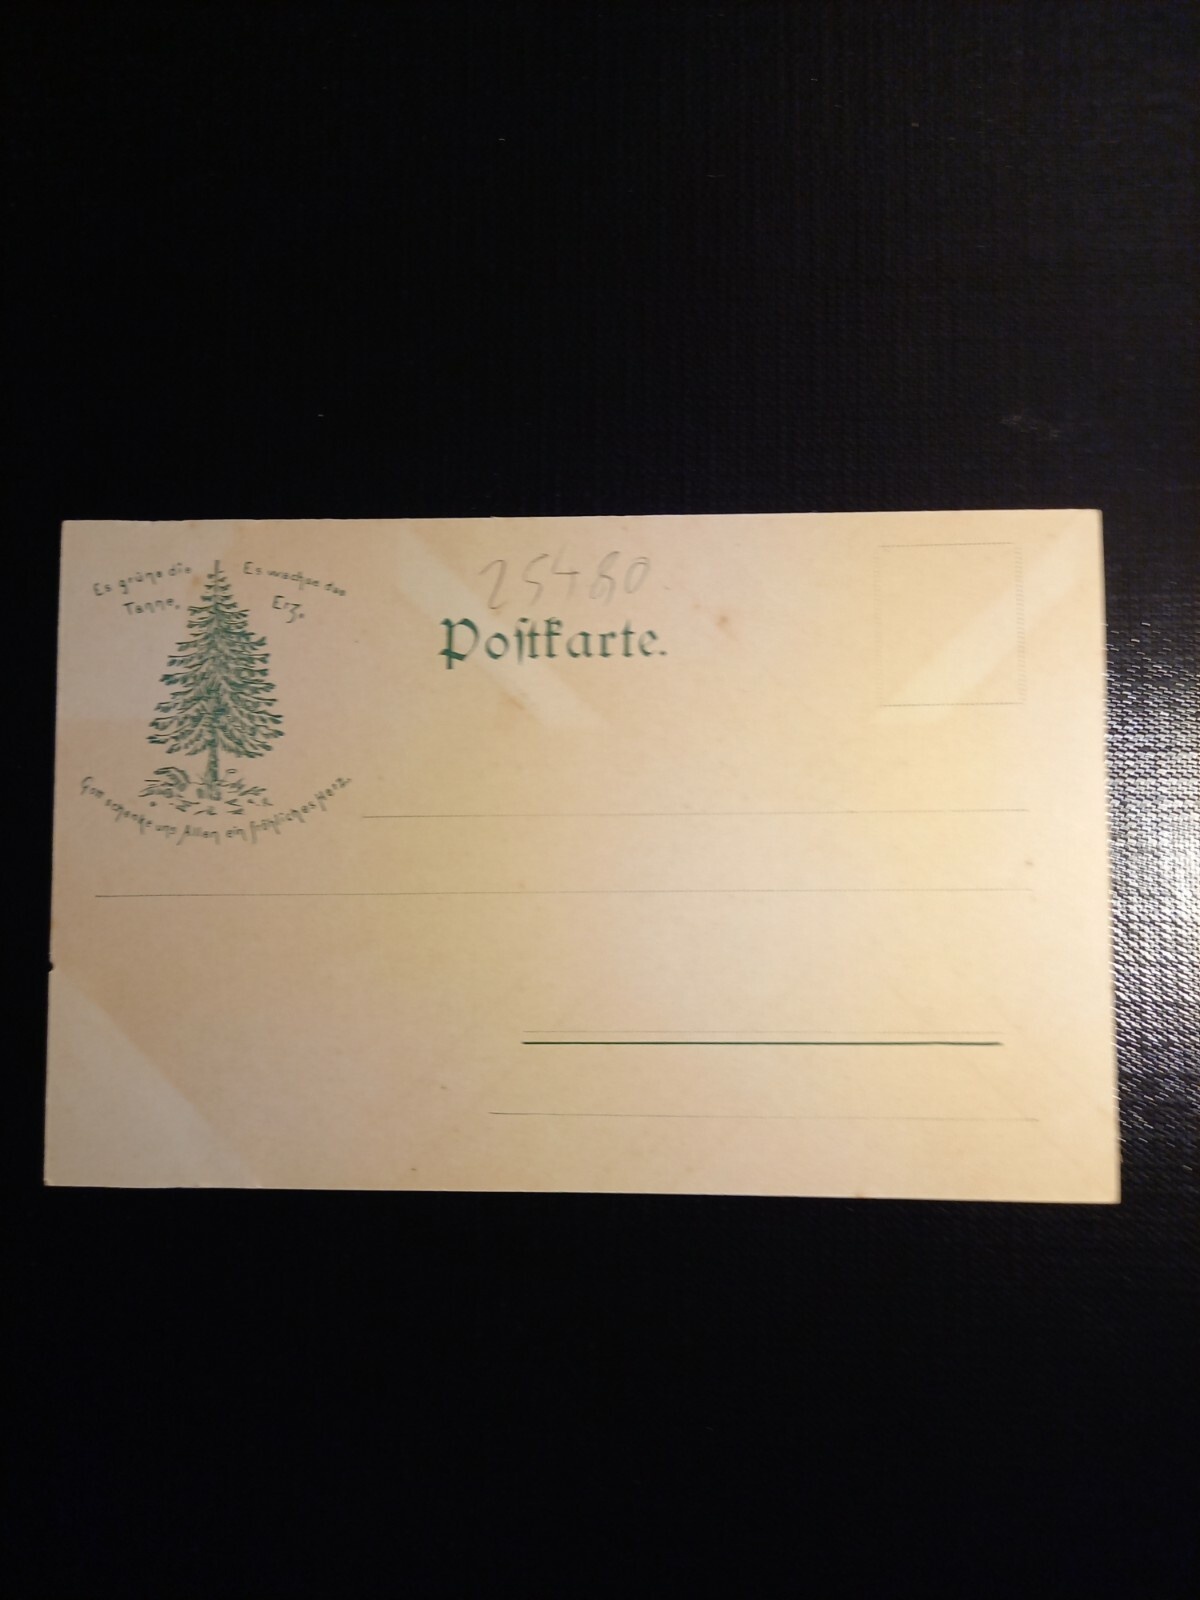 Es grüne die
Tanne,
Es wachse das
Erz,
Gott schenke uns Allen ein fröhliches Herz.
25480.
Postkarte.